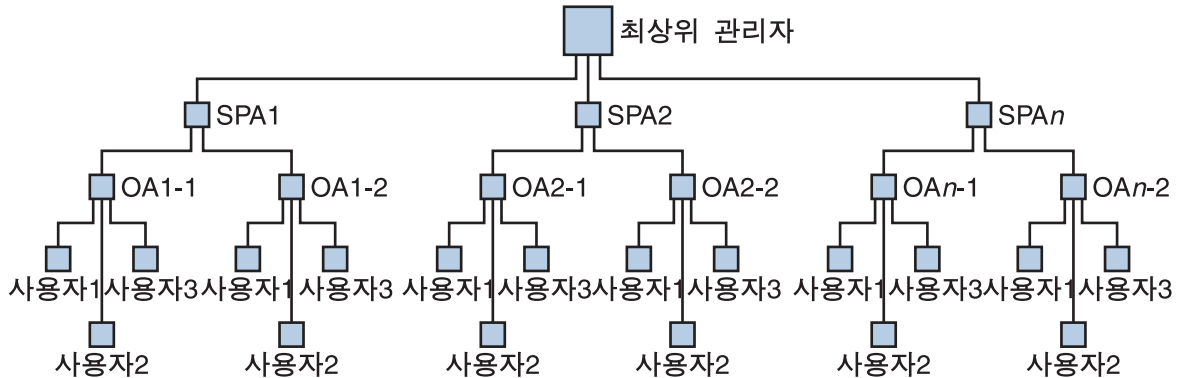 최상위 관리자
SPA1 SPA2 SPAn
OA1-1 OA1-2 OA2-1 OA2-2 OAn-1 OAn-2
사용자1 사용자3 사용자1 사용자3 사용자1 사용자3 사용자1 사용자3 사용자1 사용자3 사용자1 사용자3
사용자2 사용자2 사용자2 사용자2 사용자2 사용자2